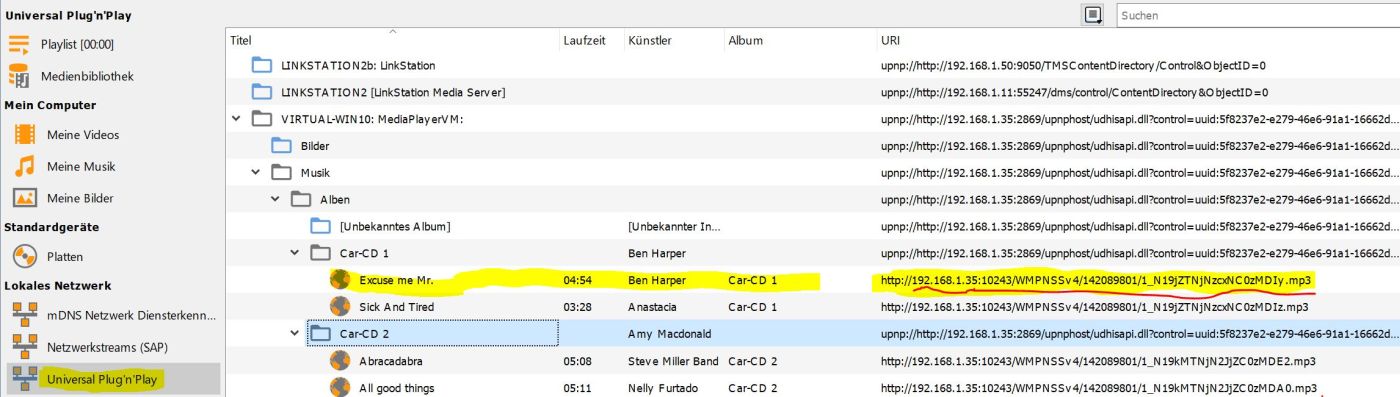 Universal Plug'n'Play
Playlist [00:00]
Medienbibliothek
Mein Computer
Meine Videos
Meine Musik
Meine Bilder
Standardgeräte
Platten
Lokales Netzwerk
mDNS Netzwerk Diensterkenn...
Netzwerkstreams (SAP)
Universal Plug'n'Play
Suchen
Titel Laufzeit Künstler Album URI
LINKSTATION2b: LinkStation upnp://http://192.168.1.50:9050/TMSContentDirectory/Control&ObjectID=0
LINKSTATION2 [LinkStation Media Server] upnp://http://192.168.1.11:55247/dms/control/ContentDirectory&ObjectID=0
VIRTUAL-WIN10: MediaPlayerVM: upnp://http://192.168.1.35:2869/upnphost/udhisapi.dll?control=uuid:5f8237e2-e279-46e6-91a1-16662d...
Bilder upnp://http://192.168.1.35:2869/upnphost/udhisapi.dll?control=uuid:5f8237e2-e279-46e6-91a1-16662d...
Musik upnp://http://192.168.1.35:2869/upnphost/udhisapi.dll?control=uuid:5f8237e2-e279-46e6-91a1-16662d...
Alben upnp://http://192.168.1.35:2869/upnphost/udhisapi.dll?control=uuid:5f8237e2-e279-46e6-91a1-16662d...
[Unbekanntes Album] [Unbekannter In... upnp://http://192.168.1.35:2869/upnphost/udhisapi.dll?control=uuid:5f8237e2-e279-46e6-91a1-16662d...
Car-CD 1 Ben Harper upnp://http://192.168.1.35:2869/upnphost/udhisapi.dll?control=uuid:5f8237e2-e279-46e6-91a1-16662d...
Excuse me Mr. 04:54 Ben Harper Car-CD 1 http://192.168.1.35:10243/WMPNSSv4/142089801/1_N19jZTNjNzcxNC0zMDIy.mp3
Sick And Tired 03:28 Anastacia Car-CD 1 http://192.168.1.35:10243/WMPNSSv4/142089801/1_N19jZTNjNzcxNC0zMDIz.mp3
Car-CD 2 Amy Macdonald upnp://http://192.168.1.35:2869/upnphost/udhisapi.dll?control=uuid:5f8237e2-e279-46e6-91a1-16662d...
Abracadabra 05:08 Steve Miller Band Car-CD 2 http://192.168.1.35:10243/WMPNSSv4/142089801/1_N19kMTNjN2JjZC0zMDE2.mp3
All good things 05:11 Nelly Furtado Car-CD 2 http://192.168.1.35:10243/WMPNSSv4/142089801/1_N19kMTNjN2JjZC0zMDA0.mp3